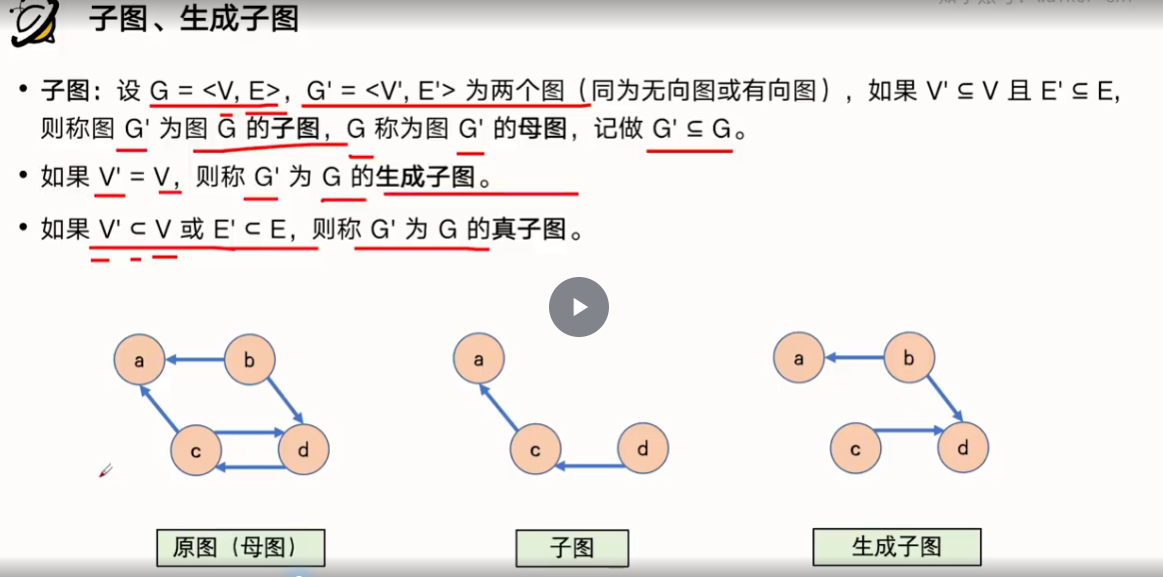 子图、生成子图
• 子图：设 G = <V, E>，G' = <V', E'> 为两个图（同为无向图或有向图），如果 V' ⊆ V 且 E' ⊆ E,
则称图 G' 为图 G 的子图，G 称为图 G' 的母图，记做 G' ⊆ G。
• 如果 V' = V，则称 G' 为 G 的生成子图。
• 如果 V' ⊂ V 或 E' ⊂ E，则称 G' 为 G 的真子图。
a b a a b
c d c d c d
原图（母图） 子图 生成子图